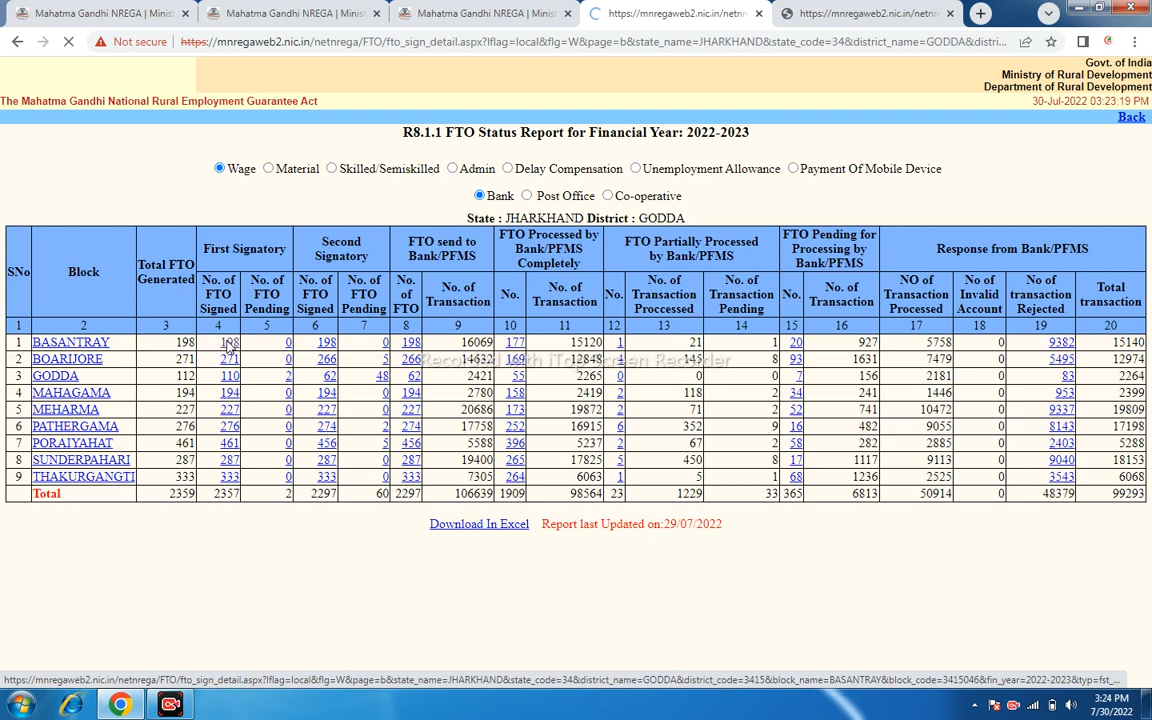 Mahatma Gandhi NREGA | Minist
Mahatma Gandhi NREGA | Minist
Mahatma Gandhi NREGA | Minist
https://mnregaweb2.nic.in/netnr
https://mnregaweb2.nic.in/netnr
Not secure https://mnregaweb2.nic.in/netnrega/FTO/fto_sign_detail.aspx?lflag=local&flg=W&page=b&state_name=JHARKHAND&state_code=34&district_name=GODDA&distri...
Govt. of India
Ministry of Rural Development
Department of Rural Development
The Mahatma Gandhi National Rural Employment Guarantee Act 30-Jul-2022 03:23:19 PM
Back
R8.1.1 FTO Status Report for Financial Year: 2022-2023
Wage Material Skilled/Semiskilled Admin Delay Compensation Unemployment Allowance Payment Of Mobile Device
Bank Post Office Co-operative
State : JHARKHAND District : GODDA
SNo Block Total FTO Generated First Signatory Second Signatory FTO send to Bank/PFMS FTO Processed by Bank/PFMS Completely FTO Partially Processed by Bank/PFMS FTO Pending for Processing by Bank/PFMS Response from Bank/PFMS
No. of FTO Signed No. of FTO Pending No. of FTO Signed No. of FTO Pending No. of FTO No. of Transaction No. No. of Transaction No. No. of Transaction Proccessed No. of Transaction Pending No. No. of Transaction NO of Transaction Processed No of Invalid Account No of transaction Rejected Total transaction
1 2 3 4 5 6 7 8 9 10 11 12 13 14 15 16 17 18 19 20
1 BASANTRAY 198 198 0 198 0 198 16069 177 15120 1 21 1 20 927 5758 0 9382 15140
2 BOARIJORE 271 271 0 266 5 266 14632 169 12848 4 145 8 93 1631 7479 0 5495 12974
3 GODDA 112 110 2 62 48 62 2421 55 2265 0 0 0 7 156 2181 0 83 2264
4 MAHAGAMA 194 194 0 194 0 194 2780 158 2419 2 118 2 34 241 1446 0 953 2399
5 MEHARMA 227 227 0 227 0 227 20686 173 19872 2 71 2 52 741 10472 0 9337 19809
6 PATHERGAMA 276 276 0 274 2 274 17758 252 16915 6 352 9 16 482 9055 0 8143 17198
7 PORAIYAHAT 461 461 0 456 5 456 5588 396 5237 2 67 2 58 282 2885 0 2403 5288
8 SUNDERPAHARI 287 287 0 287 0 287 19400 265 17825 5 450 8 17 1117 9113 0 9040 18153
9 THAKURGANGTI 333 333 0 333 0 333 7305 264 6063 1 5 1 68 1236 2525 0 3543 6068
Total 2359 2357 2 2297 60 2297 106639 1909 98564 23 1229 33 365 6813 50914 0 48379 99293
Recorded with iTop Screen Recorder
Download In Excel Report last Updated on:29/07/2022
https://mnregaweb2.nic.in/netnrega/FTO/fto_sign_detail.aspx?lflag=local&flg=W&page=b&state_name=JHARKHAND&state_code=34&district_name=GODDA&district_code=3415&block_name=BASANTRAY&block_code=3415046&fin_year=2022-2023&typ=fst_...
3:24 PM
7/30/2022